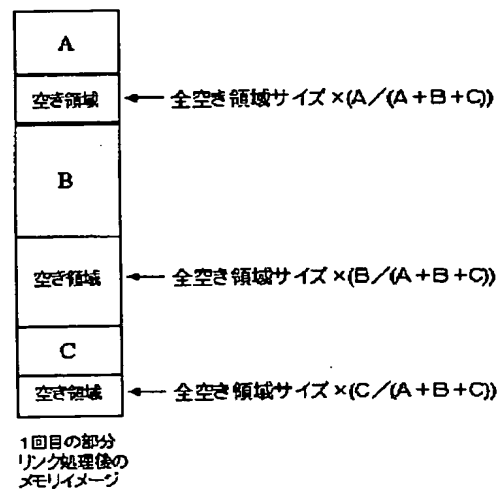 A
空き領域 ← 全空き領域サイズ×(A/(A+B+C))
B
空き領域 ← 全空き領域サイズ×(B/(A+B+C))
C
空き領域 ← 全空き領域サイズ×(C/(A+B+C))
1回目の部分
リンク処理後の
メモリイメージ